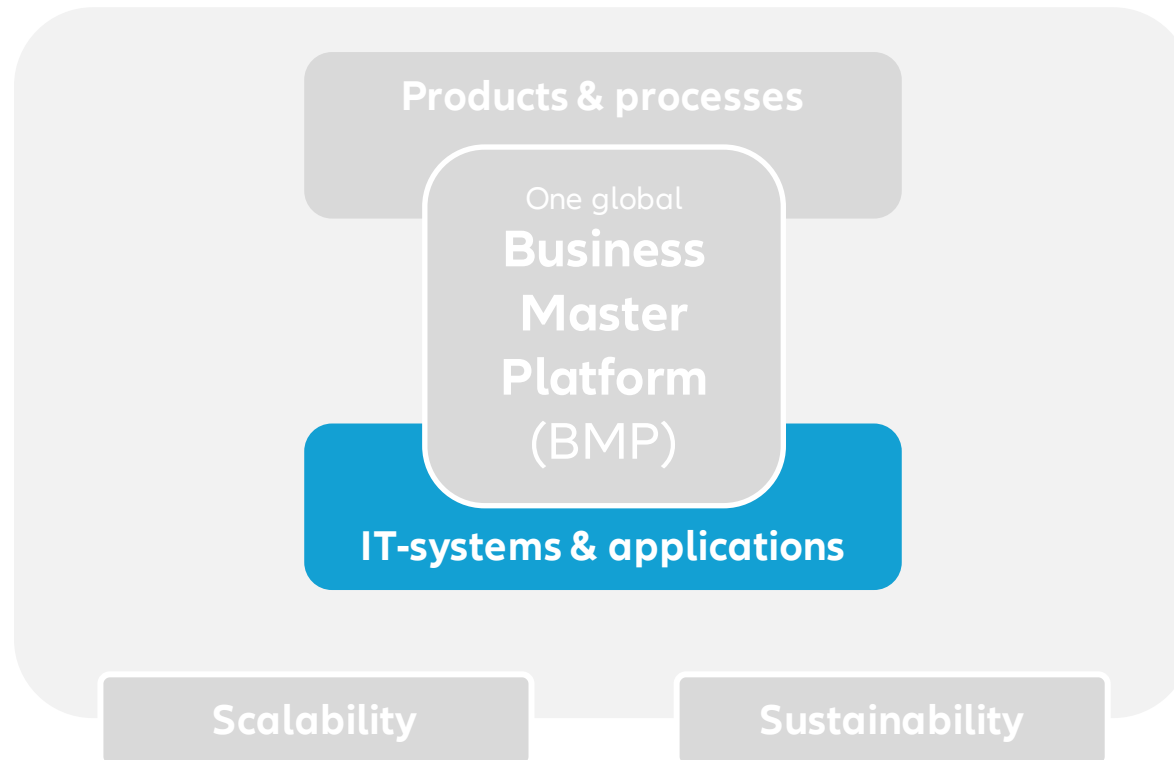 Products & processes
One global
Business
Master
Platform
(BMP)
IT-systems & applications
Scalability
Sustainability